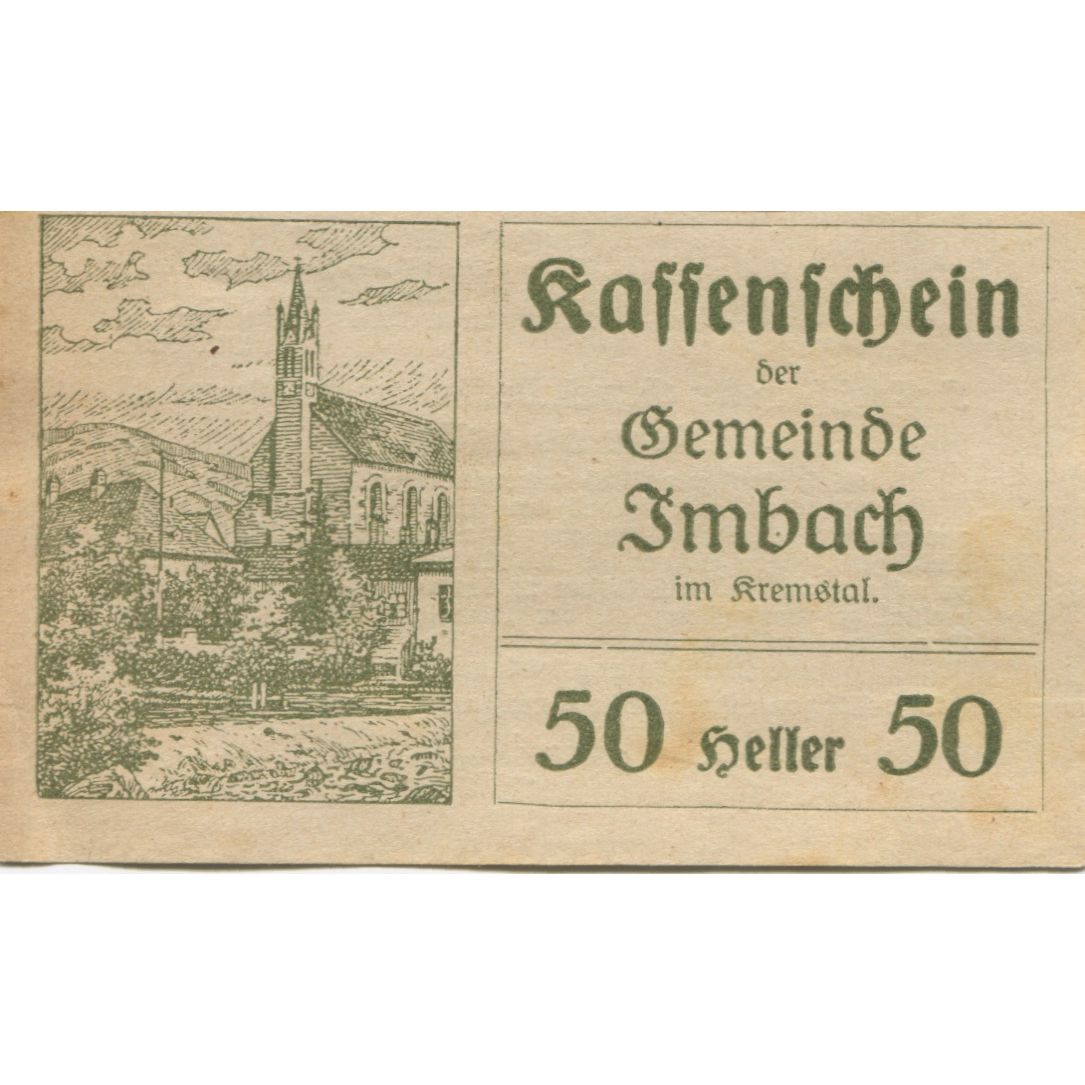 Kaſſenſchein
der
Gemeinde
Imbach
im Kremstal.
50 Heller 50